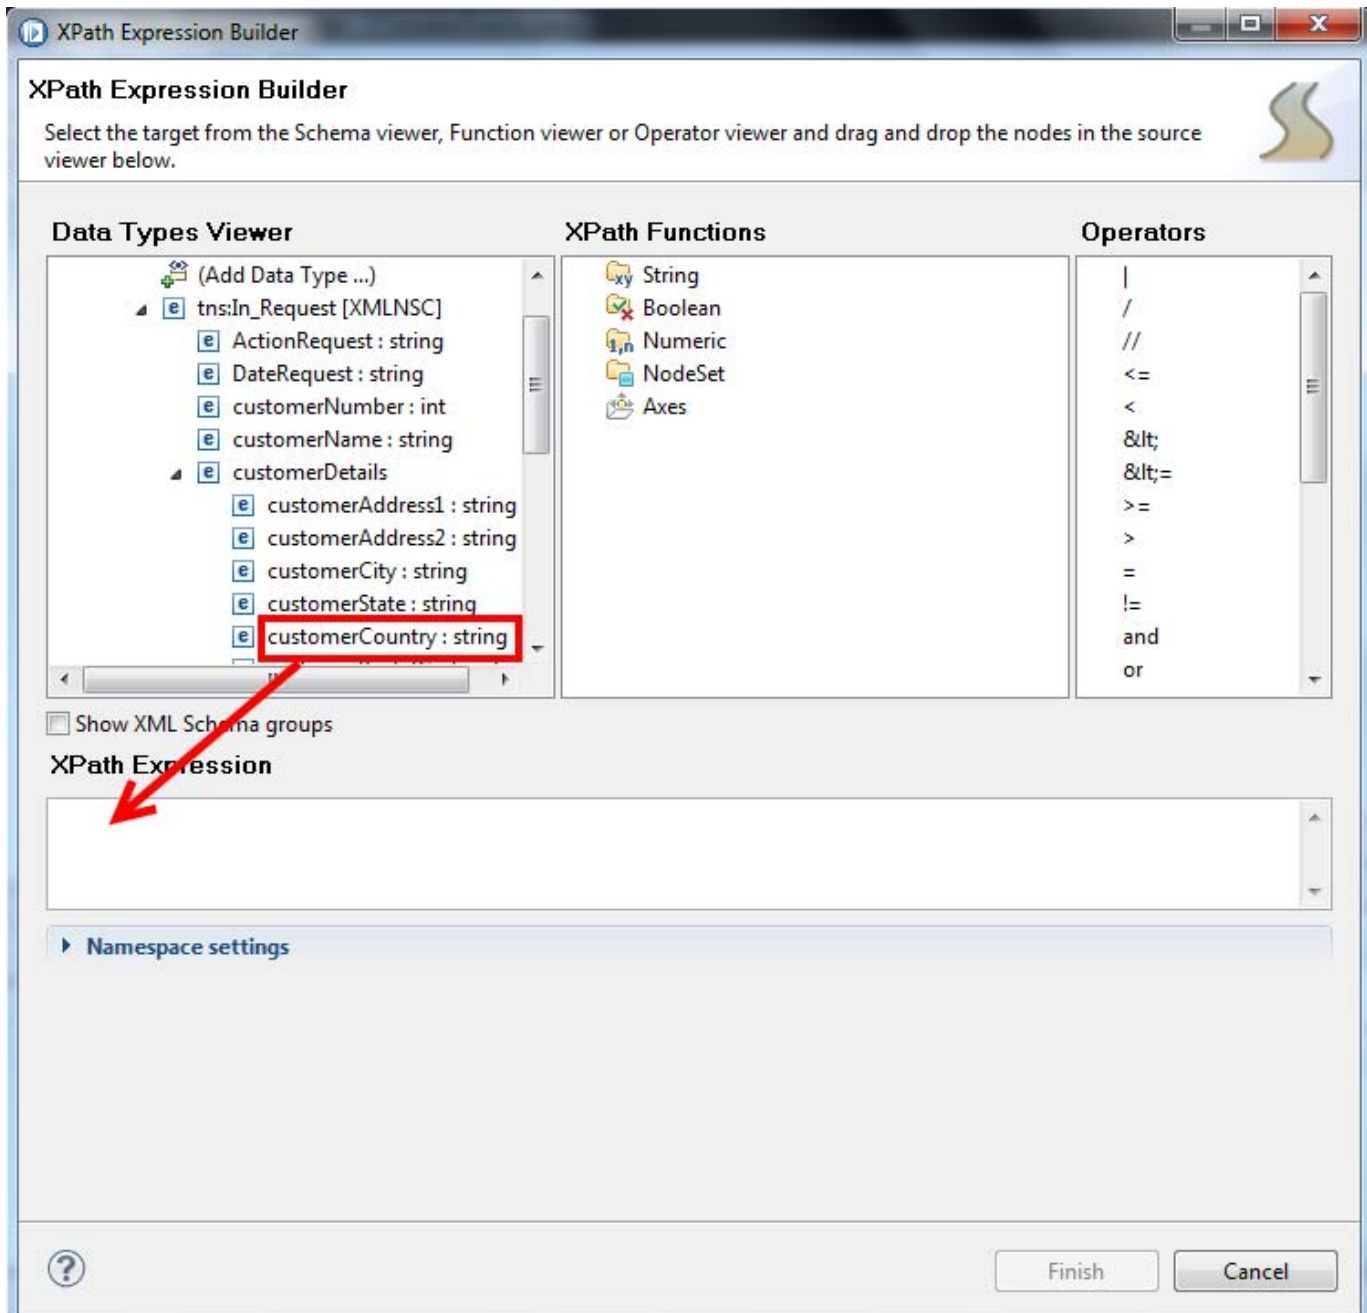 XPath Expression Builder
XPath Expression Builder
Select the target from the Schema viewer, Function viewer or Operator viewer and drag and drop the nodes in the source
viewer below.
Data Types Viewer
(Add Data Type ...)
tns:In_Request [XMLNSC]
ActionRequest : string
DateRequest : string
customerNumber : int
customerName : string
customerDetails
customerAddress1 : string
customerAddress2 : string
customerCity : string
customerState : string
customerCountry : string
XPath Functions
String
Boolean
Numeric
NodeSet
Axes
Operators
|
/
//
<=
<
&lt;
&lt;=
>=
>
=
!=
and
or
Show XML Schema groups
XPath Expression
Namespace settings
Finish
Cancel